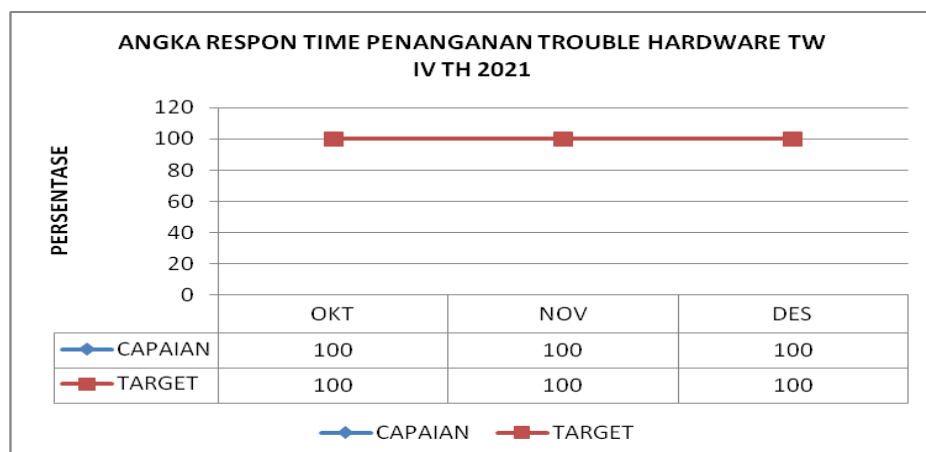 ANGKA RESPON TIME PENANGANAN TROUBLE HARDWARE TW
IV TH 2021
PERSENTASE
120
100
80
60
40
20
0
OKT NOV DES
CAPAIAN 100 100 100
TARGET 100 100 100
CAPAIAN TARGET